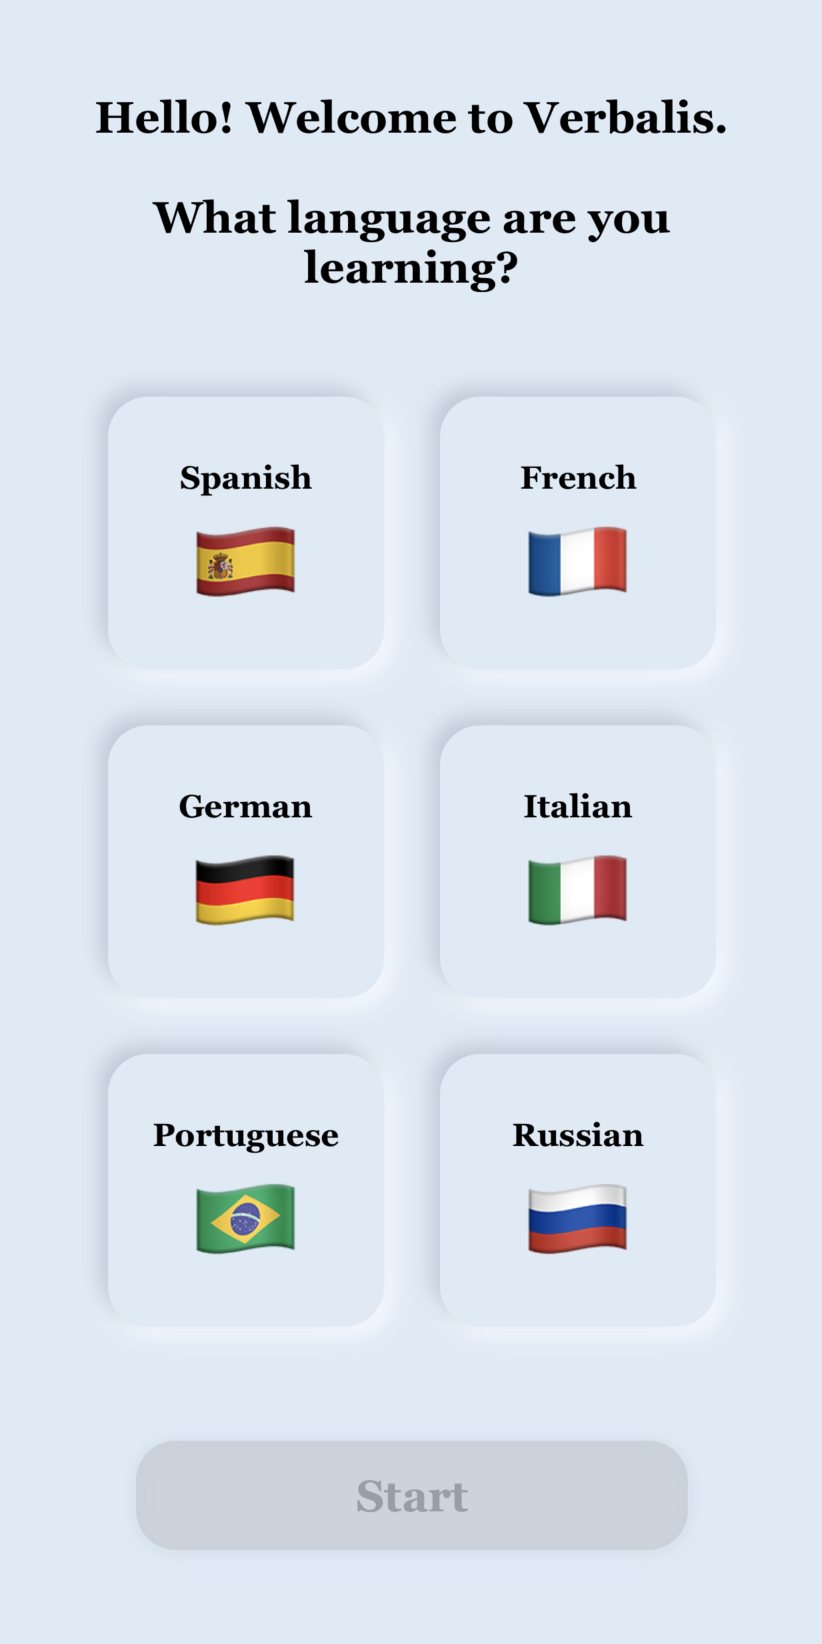 Hello! Welcome to Verbalis.
What language are you
learning?
Spanish
French
German
Italian
Portuguese
Russian
Start